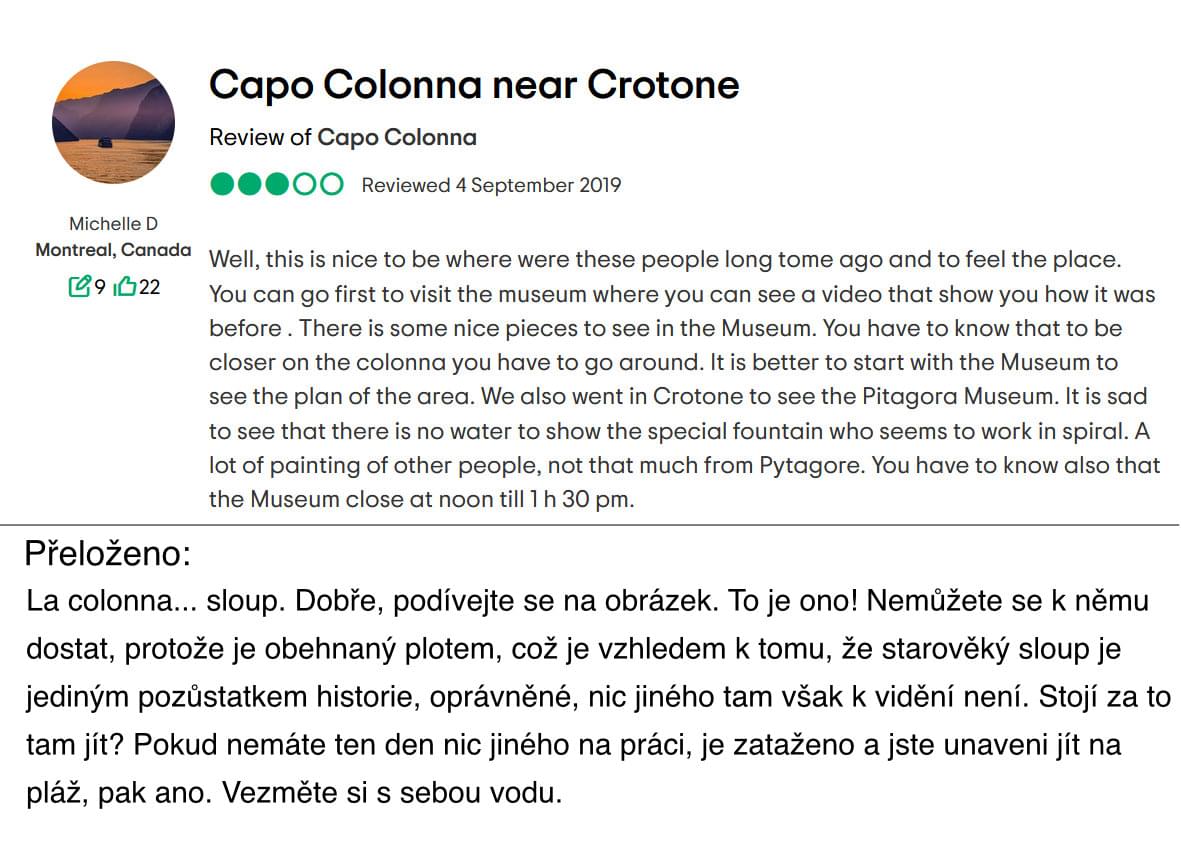 Capo Colonna near Crotone
Review of Capo Colonna
Reviewed 4 September 2019
Michelle D
Montreal, Canada
9 22
Well, this is nice to be where were these people long tome ago and to feel the place.
You can go first to visit the museum where you can see a video that show you how it was
before . There is some nice pieces to see in the Museum. You have to know that to be
closer on the colonna you have to go around. It is better to start with the Museum to
see the plan of the area. We also went in Crotone to see the Pitagora Museum. It is sad
to see that there is no water to show the special fountain who seems to work in spiral. A
lot of painting of other people, not that much from Pytagore. You have to know also that
the Museum close at noon till 1 h 30 pm.
Přeloženo:
La colonna... sloup. Dobře, podívejte se na obrázek. To je ono! Nemůžete se k němu
dostat, protože je obehnaný plotem, což je vzhledem k tomu, že starověký sloup je
jediným pozůstatkem historie, oprávněné, nic jiného tam však k vidění není. Stojí za to
tam jít? Pokud nemáte ten den nic jiného na práci, je zataženo a jste unaveni jít na
pláž, pak ano. Vezměte si s sebou vodu.